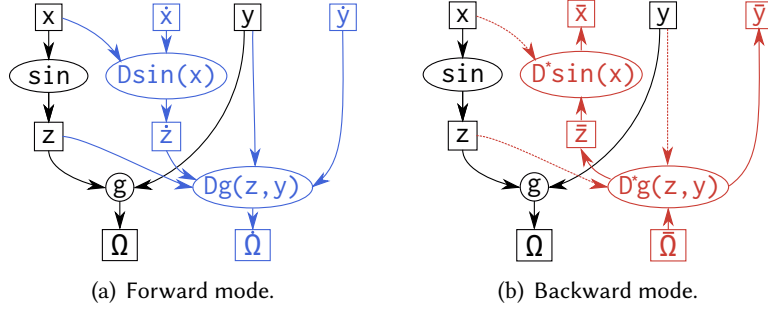 x ẋ y ẏ
sin Dsin(x)
z ż
g Dg(z,y)
Ω Ω̇
(a) Forward mode.
x x̄ y ȳ
sin D*sin(x)
z z̄
g D*g(z,y)
Ω Ω̄
(b) Backward mode.